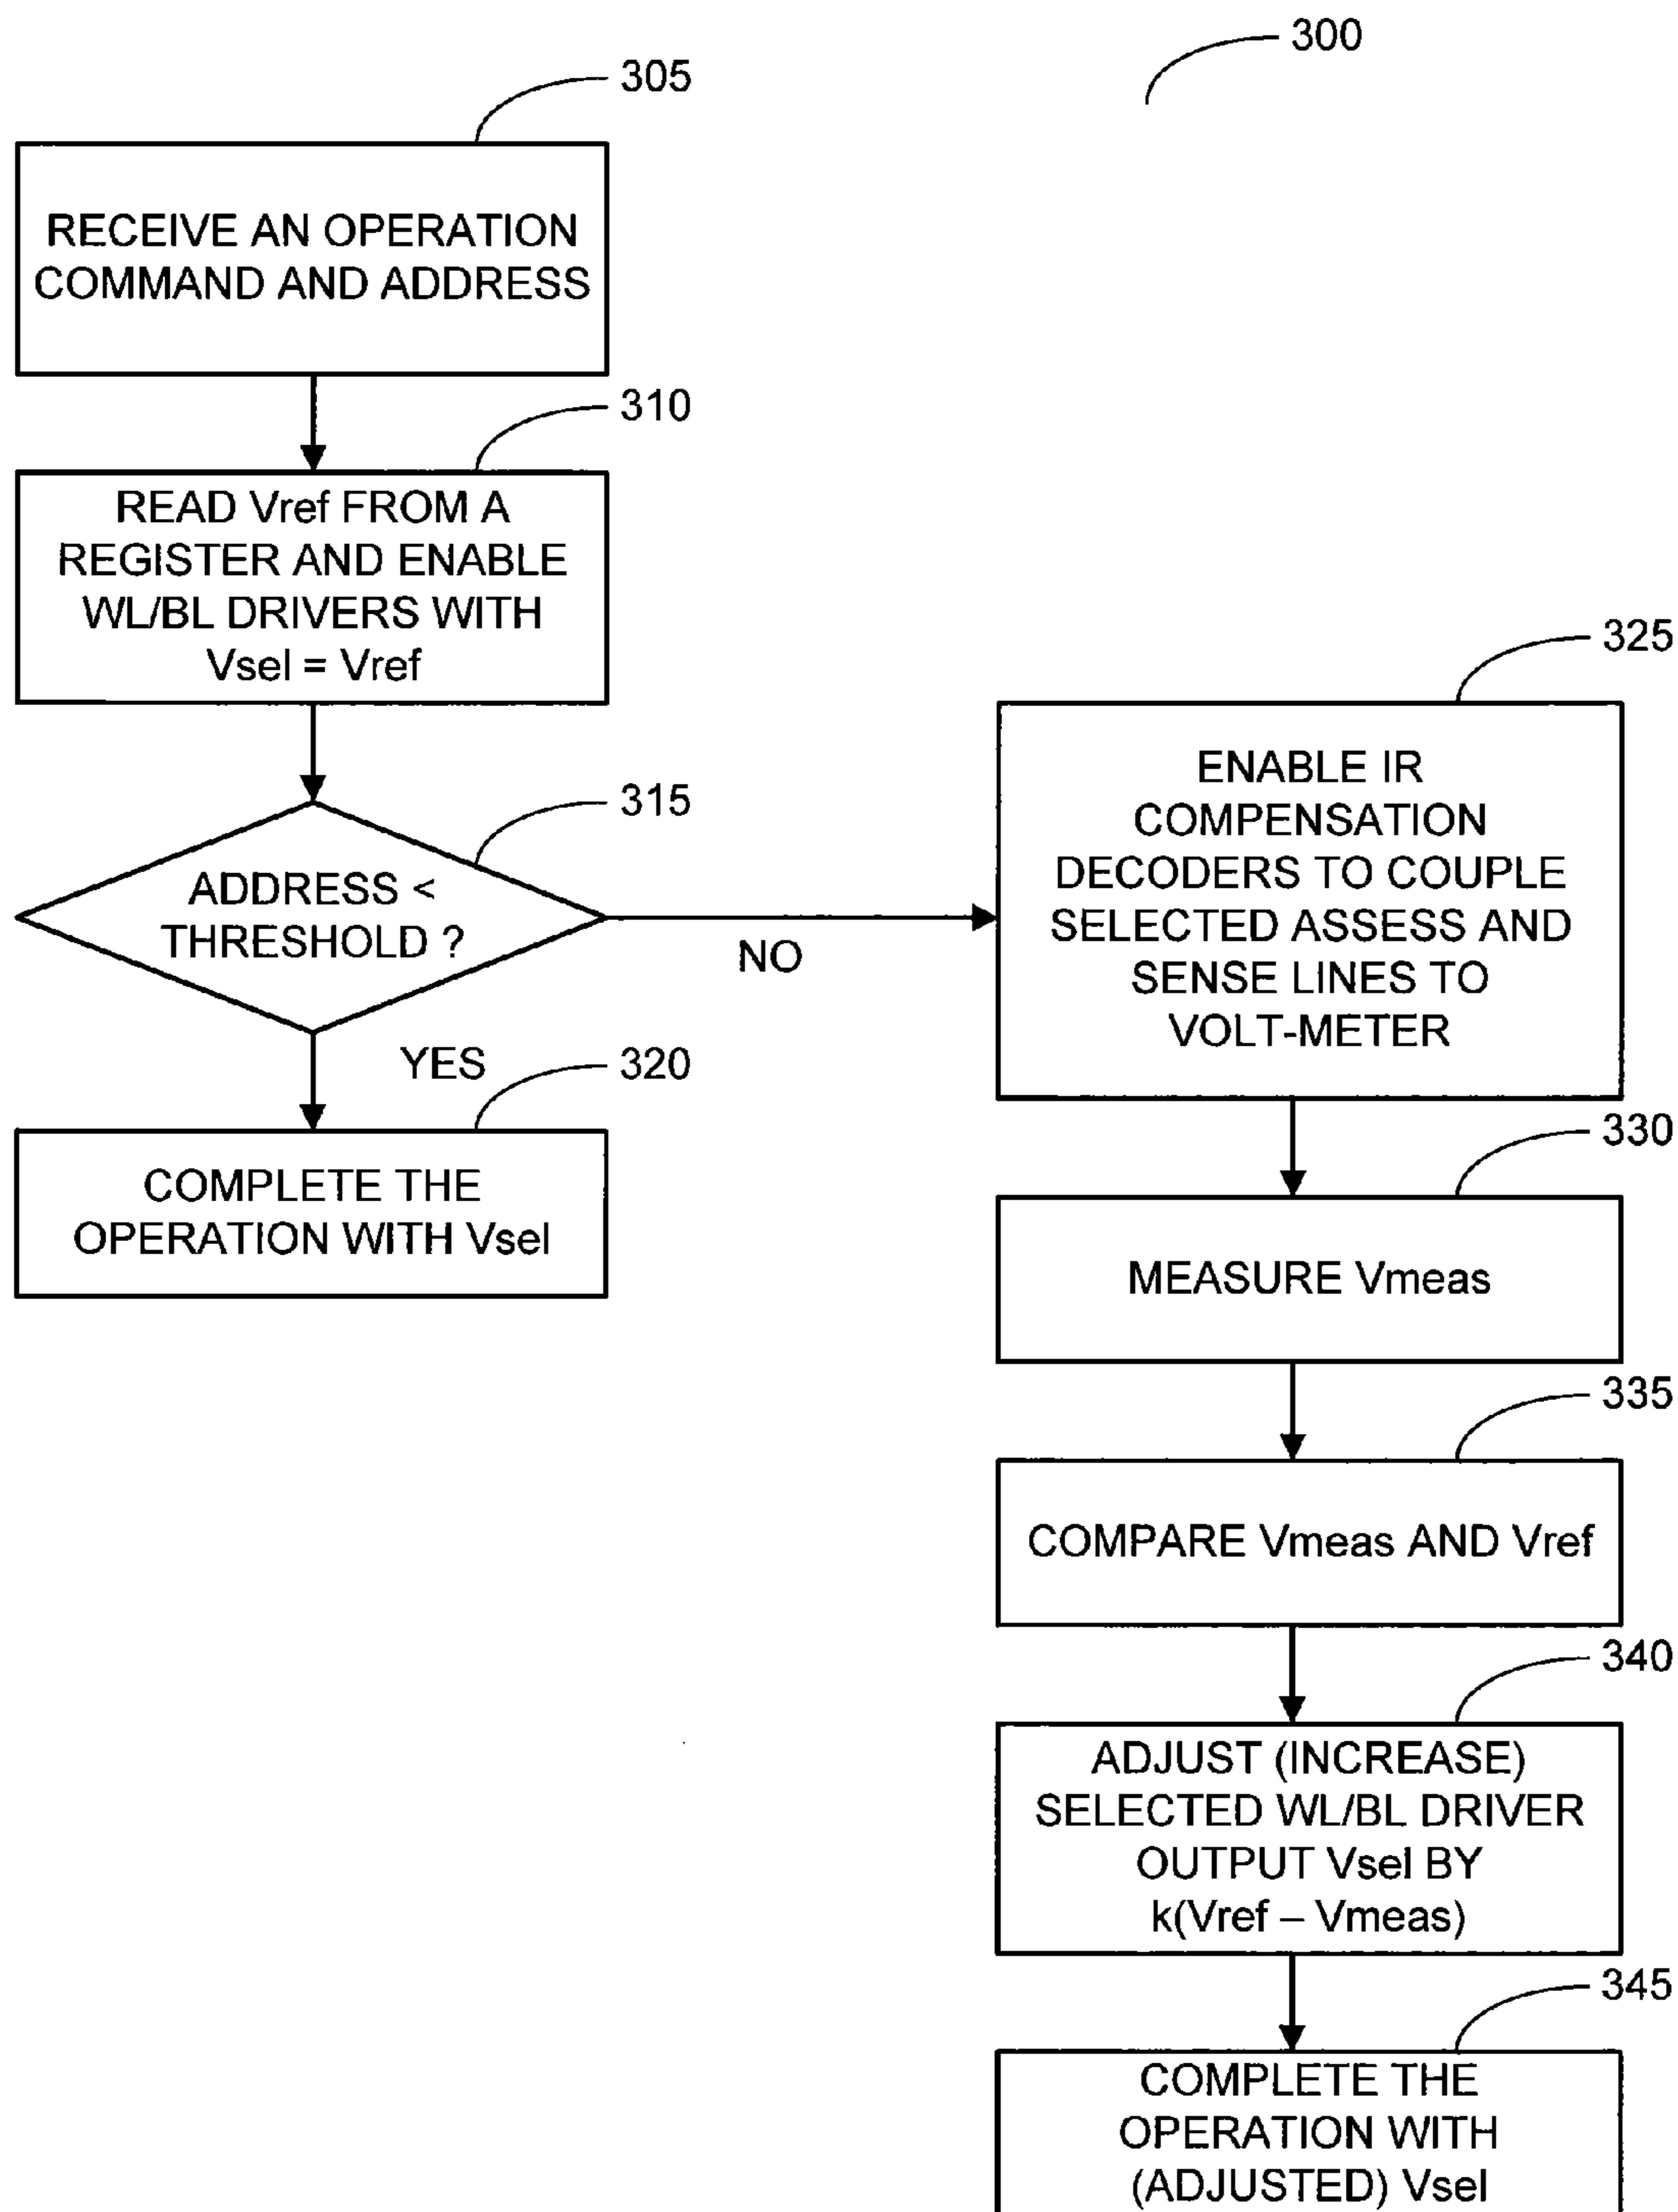 300
305
RECEIVE AN OPERATION
COMMAND AND ADDRESS
310
READ Vref FROM A
REGISTER AND ENABLE
WL/BL DRIVERS WITH
Vsel = Vref
315
ADDRESS <
THRESHOLD ?
NO
YES
320
COMPLETE THE
OPERATION WITH Vsel
325
ENABLE IR
COMPENSATION
DECODERS TO COUPLE
SELECTED ASSESS AND
SENSE LINES TO
VOLT-METER
330
MEASURE Vmeas
335
COMPARE Vmeas AND Vref
340
ADJUST (INCREASE)
SELECTED WL/BL DRIVER
OUTPUT Vsel BY
k(Vref – Vmeas)
345
COMPLETE THE
OPERATION WITH
(ADJUSTED) Vsel